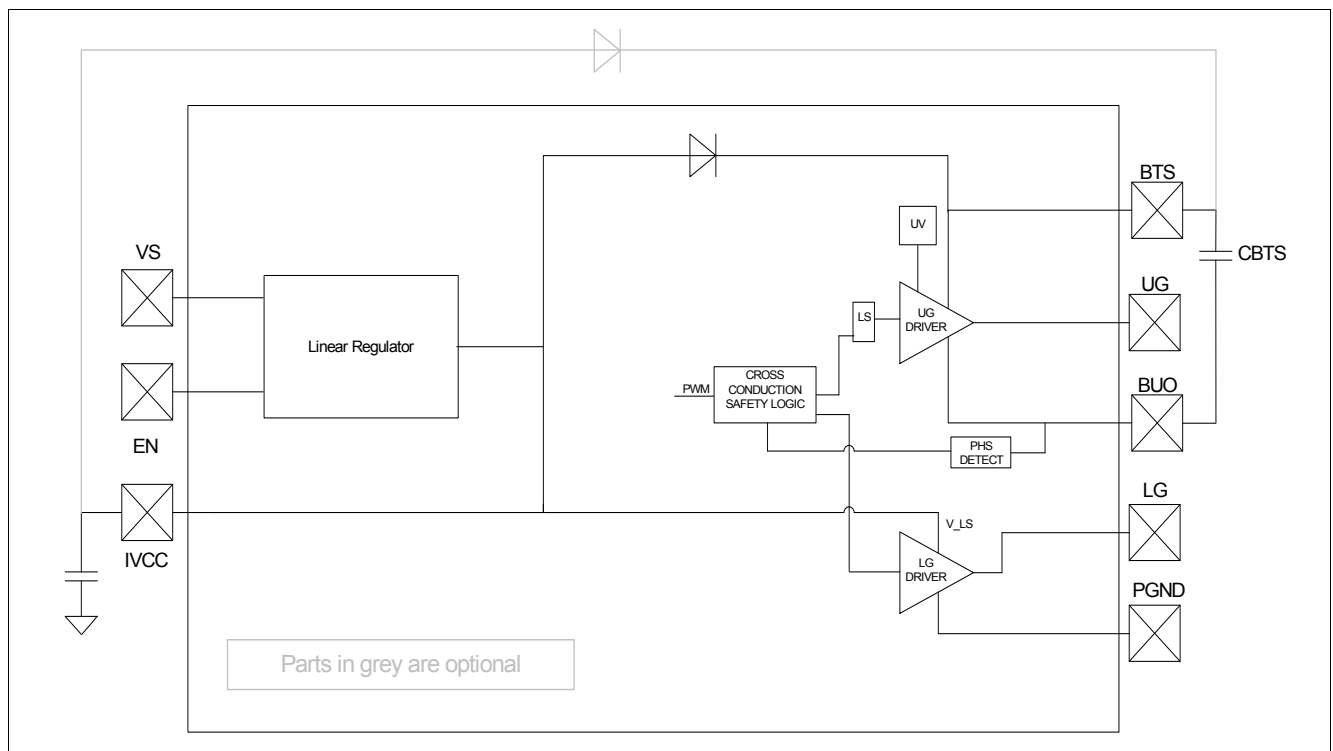 BTS
VS
UV
CBTS
UG
LS
UG
DRIVER
Linear Regulator
CROSS
CONDUCTION
SAFETY LOGIC
PWM
BUO
EN
PHS
DETECT
LG
V_LS
IVCC
LG
DRIVER
PGND
Parts in grey are optional